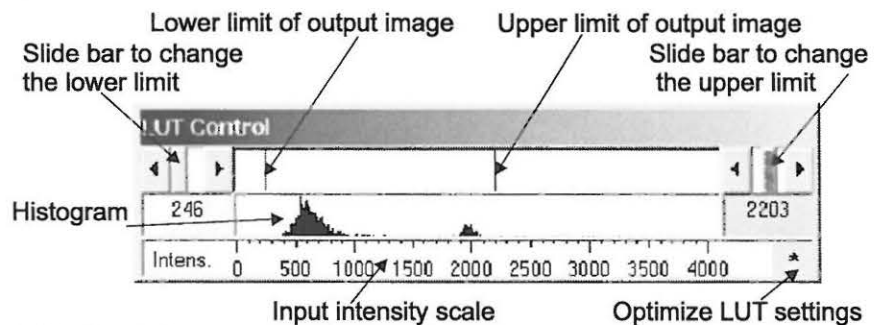 Lower limit of output image
Upper limit of output image
Slide bar to change
the lower limit
Slide bar to change
the upper limit
LUT Control
246
2203
Histogram
Intens.
0 500 1000 1500 2000 2500 3000 3500 4000
Input intensity scale
Optimize LUT settings